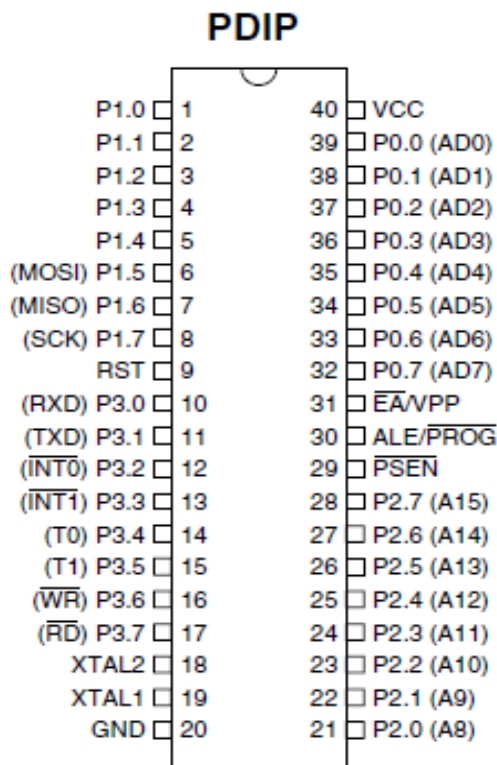 PDIP
P1.0 1 40 VCC
P1.1 2 39 P0.0 (AD0)
P1.2 3 38 P0.1 (AD1)
P1.3 4 37 P0.2 (AD2)
P1.4 5 36 P0.3 (AD3)
(MOSI) P1.5 6 35 P0.4 (AD4)
(MISO) P1.6 7 34 P0.5 (AD5)
(SCK) P1.7 8 33 P0.6 (AD6)
RST 9 32 P0.7 (AD7)
(RXD) P3.0 10 31 E̅A̅/VPP
(TXD) P3.1 11 30 ALE/P̅R̅O̅G̅
(I̅N̅T̅0̅) P3.2 12 29 P̅S̅E̅N̅
(I̅N̅T̅1̅) P3.3 13 28 P2.7 (A15)
(T0) P3.4 14 27 P2.6 (A14)
(T1) P3.5 15 26 P2.5 (A13)
(W̅R̅) P3.6 16 25 P2.4 (A12)
(R̅D̅) P3.7 17 24 P2.3 (A11)
XTAL2 18 23 P2.2 (A10)
XTAL1 19 22 P2.1 (A9)
GND 20 21 P2.0 (A8)